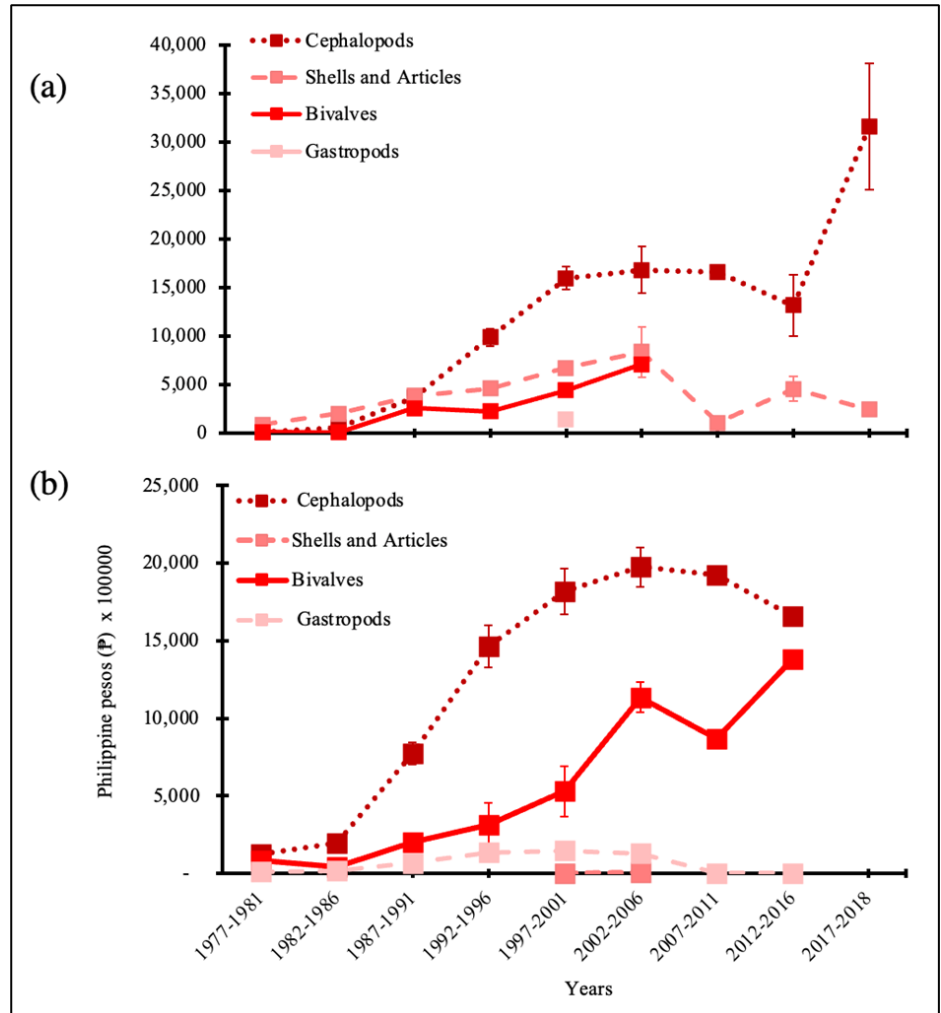 (a)
40,000
35,000
30,000
25,000
20,000
15,000
10,000
5,000
0
Cephalopods
Shells and Articles
Bivalves
Gastropods
(b)
Philippine pesos (₱) x 100000
25,000
20,000
15,000
10,000
5,000
-
Cephalopods
Shells and Articles
Bivalves
Gastropods
1977-1981
1982-1986
1987-1991
1992-1996
1997-2001
2002-2006
2007-2011
2012-2016
2017-2018
Years